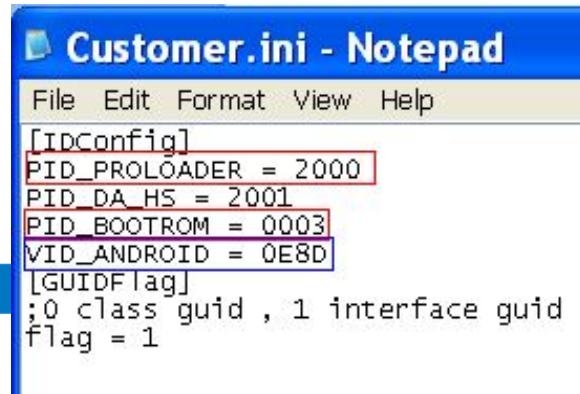 Customer.ini - Notepad
File Edit Format View Help
[IDConfig]
PID_PROLOADER = 2000
PID_DA_HS = 2001
PID_BOOTROM = 0003
VID_ANDROID = 0E8D
[GUIDFlag]
;0 class guid , 1 interface guid
flag = 1